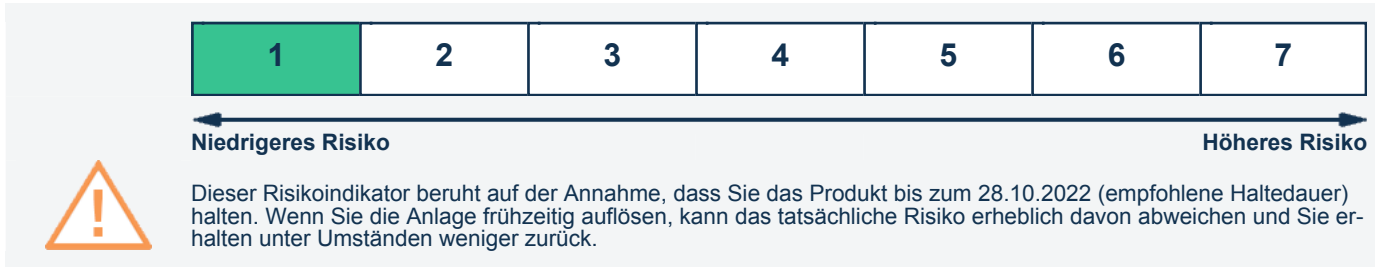 1 2 3 4 5 6 7
Niedrigeres Risiko Höheres Risiko
!
Dieser Risikoindikator beruht auf der Annahme, dass Sie das Produkt bis zum 28.10.2022 (empfohlene Haltedauer)
halten. Wenn Sie die Anlage frühzeitig auflösen, kann das tatsächliche Risiko erheblich davon abweichen und Sie er-
halten unter Umständen weniger zurück.